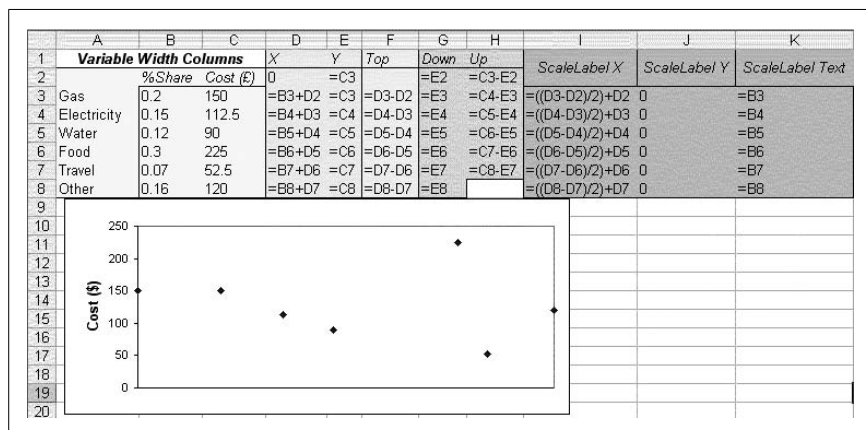 A B C D E F G H I J K
1 Variable Width Columns X Y Top Down Up ScaleLabel X ScaleLabel Y ScaleLabel Text
2 %Share Cost (£) 0 =C3 =E2 =C3-E2
3 Gas 0.2 150 =B3+D2 =C3 =D3-D2 =E3 =C4-E3 =((D3-D2)/2)+D2 0 =B3
4 Electricity 0.15 112.5 =B4+D3 =C4 =D4-D3 =E4 =C5-E4 =((D4-D3)/2)+D3 0 =B4
5 Water 0.12 90 =B5+D4 =C5 =D5-D4 =E5 =C6-E5 =((D5-D4)/2)+D4 0 =B5
6 Food 0.3 225 =B6+D5 =C6 =D6-D5 =E6 =C7-E6 =((D6-D5)/2)+D5 0 =B6
7 Travel 0.07 52.5 =B7+D6 =C7 =D7-D6 =E7 =C8-E7 =((D7-D6)/2)+D6 0 =B7
8 Other 0.16 120 =B8+D7 =C8 =D8-D7 =E8 =((D8-D7)/2)+D7 0 =B8
9
10
11
12
13
14
15
16
17
18
19
20
250
200
150
100
50
0
Cost ($)